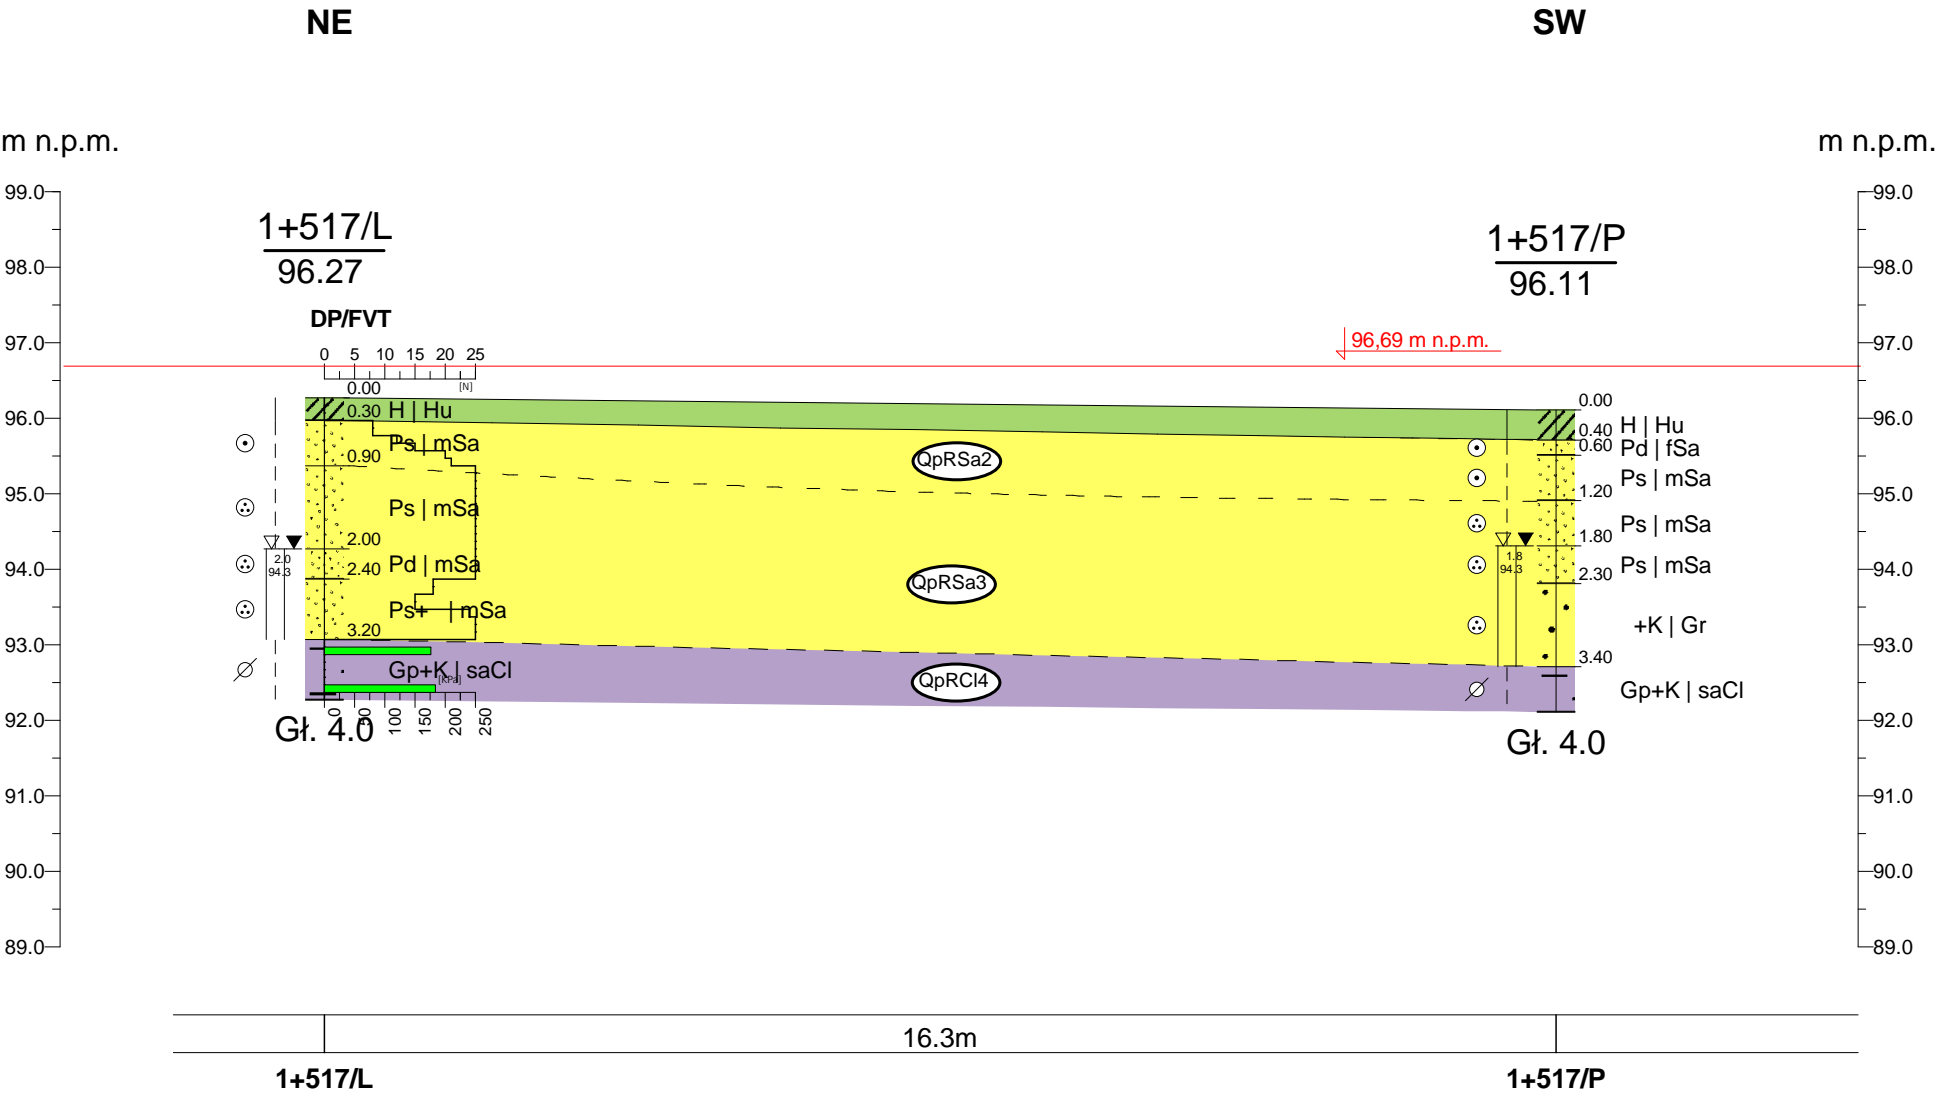 NE SW
m n.p.m. m n.p.m.
99.0 99.0
98.0 98.0
97.0 97.0
96.0 96.0
95.0 95.0
94.0 94.0
93.0 93.0
92.0 92.0
91.0 91.0
90.0 90.0
89.0 89.0
1+517/L
96.27
DP/FVT
0 5 10 15 20 25
[N]
0.00
0.30 H | Hu
Ps | mSa
0.90
Ps | mSa
2.00
2.0
94.3
Pd | mSa
2.40
Ps+ | mSa
3.20
Gp+K | saCl
[KPa]
0 50 100 150 200 250
Gł. 4.0
QpRSa2
QpRSa3
QpRCl4
96,69 m n.p.m.
1+517/P
96.11
0.00
0.40 H | Hu
0.60 Pd | fSa
Ps | mSa
1.20
Ps | mSa
1.80
1.8
94.3
Ps | mSa
2.30
+K | Gr
3.40
Gp+K | saCl
Gł. 4.0
16.3m
1+517/L 1+517/P